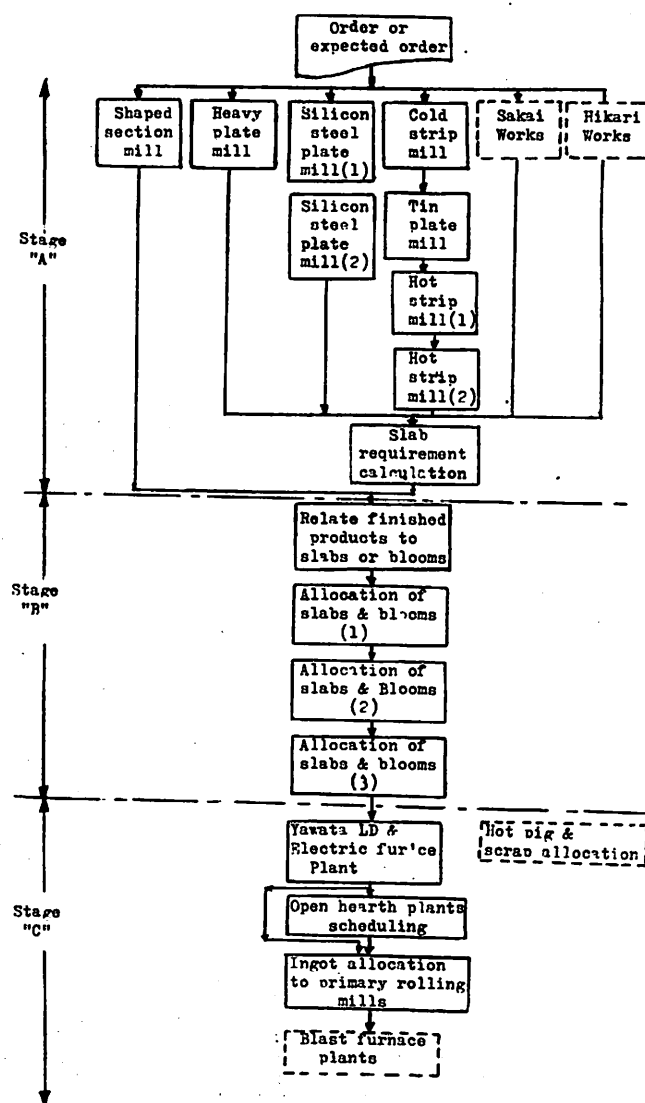 Order or
expected order
Shaped
section
mill
Heavy
plate
mill
Silicon
steel
plate
mill(1)
Cold
strip
mill
Sakai
Works
Hikari
Works
Silicon
steel
plate
mill(2)
Tin
plate
mill
Stage
"A"
Hot
strip
mill(1)
Hot
strip
mill(2)
Slab
requirement
calculation
Relate finished
products to
slabs or blooms
Stage
"B"
Allocation of
slabs & blooms
(1)
Allocation of
slabs & Blooms
(2)
Allocation of
slabs & blooms
(3)
Yawata LD &
Electric fur'ce
Plant
Hot pig &
scrap allocation
Stage
"C"
Open hearth plants
scheduling
Ingot allocation
to primary rolling
mills
Blast furnace
plants